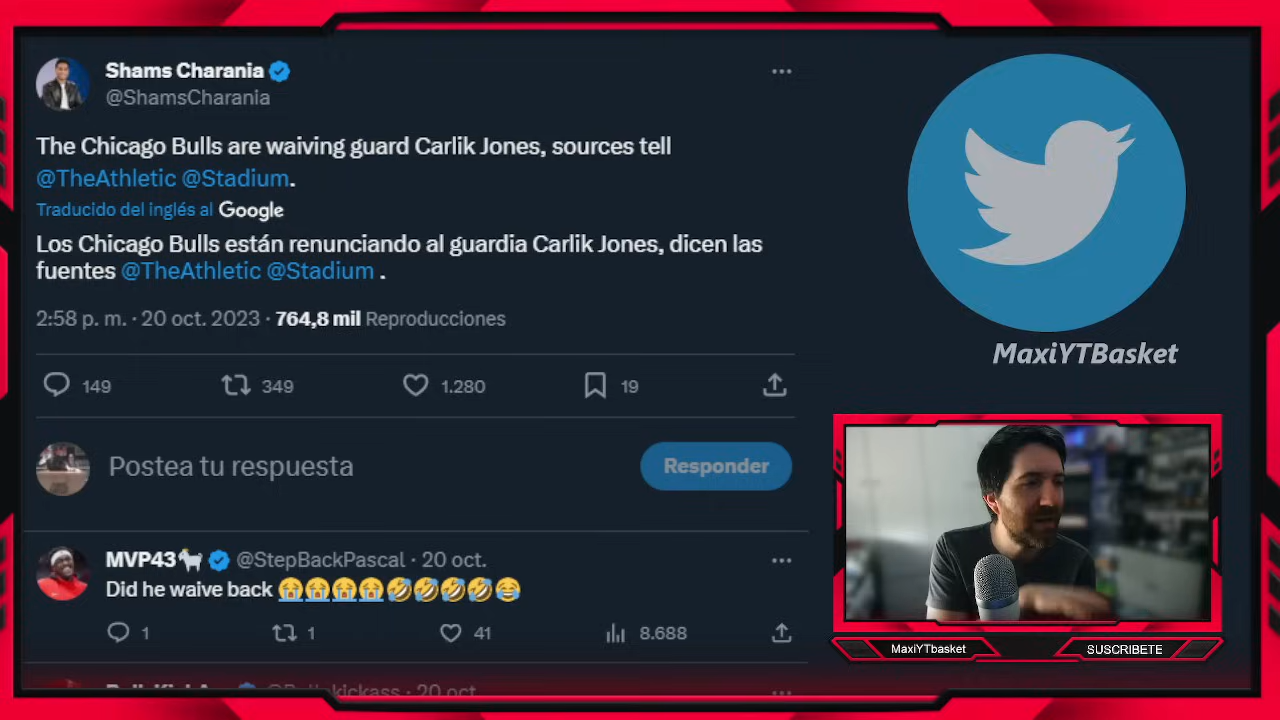 Shams Charania
@ShamsCharania
The Chicago Bulls are waiving guard Carlik Jones, sources tell
@TheAthletic @Stadium.
Traducido del inglés al Google
Los Chicago Bulls están renunciando al guardia Carlik Jones, dicen las
fuentes @TheAthletic @Stadium .
2:58 p. m. · 20 oct. 2023 · 764,8 mil Reproducciones
149 349 1.280 19
Postea tu respuesta
Responder
MVP43 @StepBackPascal · 20 oct.
Did he waive back 😭😭😭😭🤣🤣🤣🤣😂
1 1 41 8.688
20 oct
MaxiYTBasket
MaxiYTbasket
SUSCRIBETE